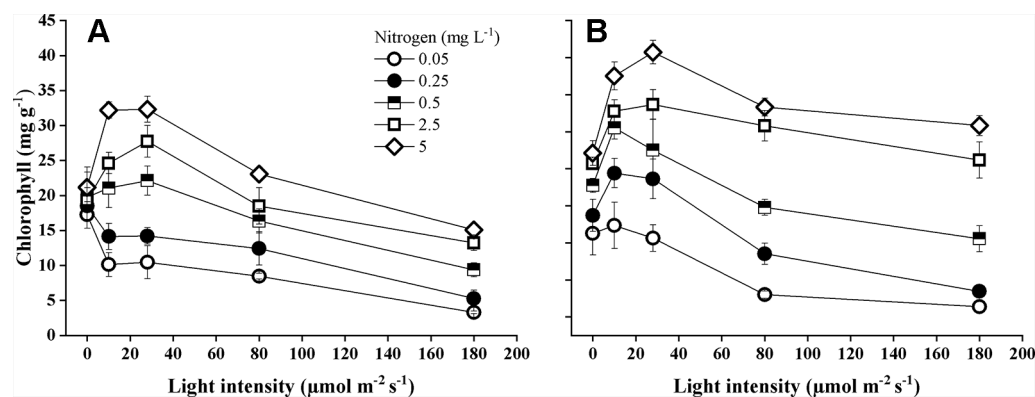 A
B
Nitrogen (mg L⁻¹)
0.05
0.25
0.5
2.5
5
Chlorophyll (mg g⁻¹)
45
40
35
30
25
20
15
10
5
0
0 20 40 60 80 100 120 140 160 180 200
0 20 40 60 80 100 120 140 160 180 200
Light intensity (μmol m⁻² s⁻¹)
Light intensity (μmol m⁻² s⁻¹)